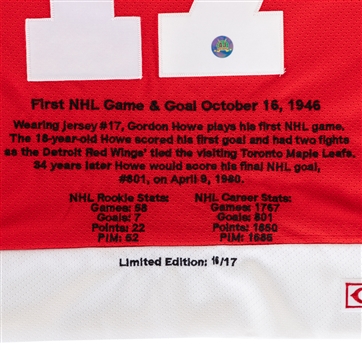 17
First NHL Game & Goal October 16, 1946
Wearing jersey #17, Gordon Howe plays his first NHL game.
The 18-year-old Howe scored his first goal and had two fights
as the Detroit Red Wings' tied the visiting Toronto Maple Leafs.
34 years later Howe would score his final NHL goal,
#801, on April 9, 1980.
NHL Rookie Stats: NHL Career Stats:
Games: 58 Games: 1767
Goals: 7 Goals: 801
Points: 22 Points: 1850
PIM: 52 PIM: 1685
Limited Edition: 16/17